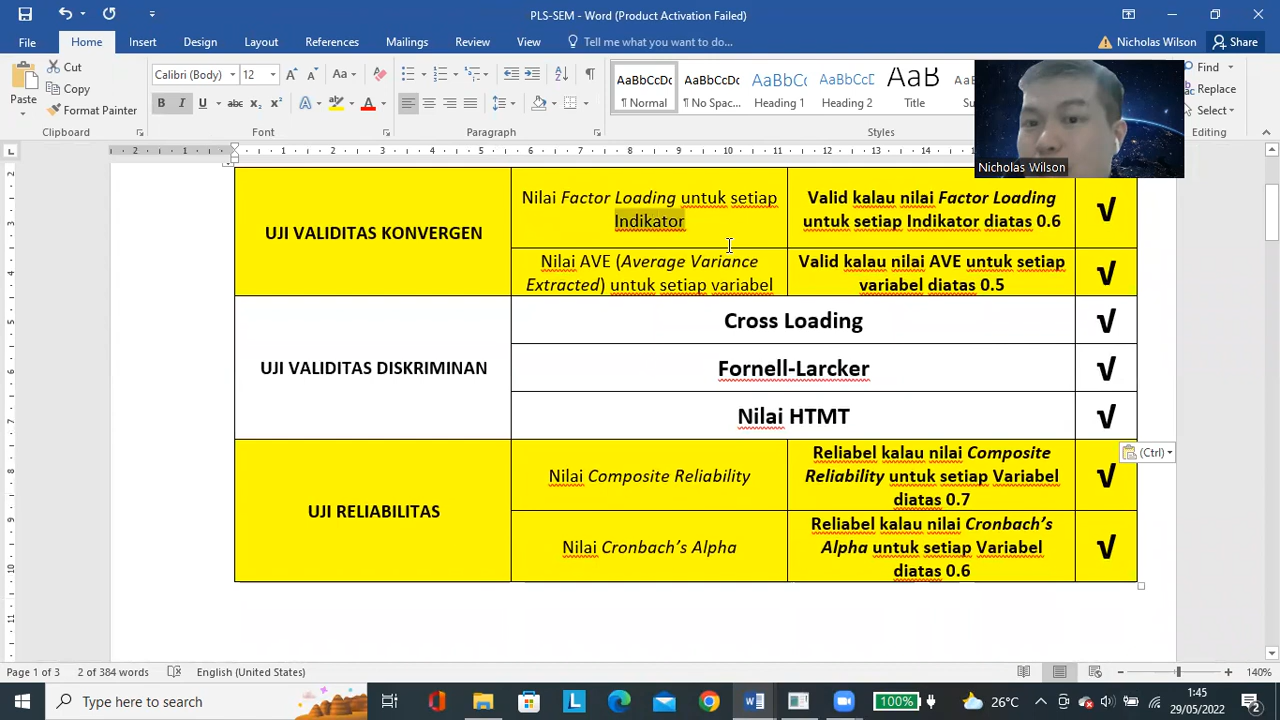 PLS-SEM - Word (Product Activation Failed)
File Home Insert Design Layout References Mailings Review View Help Tell me what you want to do... Nicholas Wilson Share
Paste
Cut
Copy
Format Painter
Clipboard
Calibri (Body) 12
Font
Paragraph
AaBbCcDc ¶ Normal
AaBbCcDc ¶ No Spac...
AaBbCc Heading 1
AaBbCcDc Heading 2
AaB Title
Styles
Find
Select
Editing
Nicholas Wilson
UJI VALIDITAS KONVERGEN
Nilai Factor Loading untuk setiap
Indikator
Valid kalau nilai Factor Loading
untuk setiap Indikator diatas 0.6
√
Nilai AVE (Average Variance
Extracted) untuk setiap variabel
Valid kalau nilai AVE untuk setiap
variabel diatas 0.5
√
UJI VALIDITAS DISKRIMINAN
Cross Loading
√
Fornell-Larcker
√
Nilai HTMT
√
(Ctrl)
UJI RELIABILITAS
Nilai Composite Reliability
Reliabel kalau nilai Composite
Reliability untuk setiap Variabel
diatas 0.7
√
Nilai Cronbach's Alpha
Reliabel kalau nilai Cronbach's
Alpha untuk setiap Variabel
diatas 0.6
√
Page 1 of 3 2 of 384 words English (United States) 140%
Type here to search
100%
26°C
1:45
29/05/2022
2